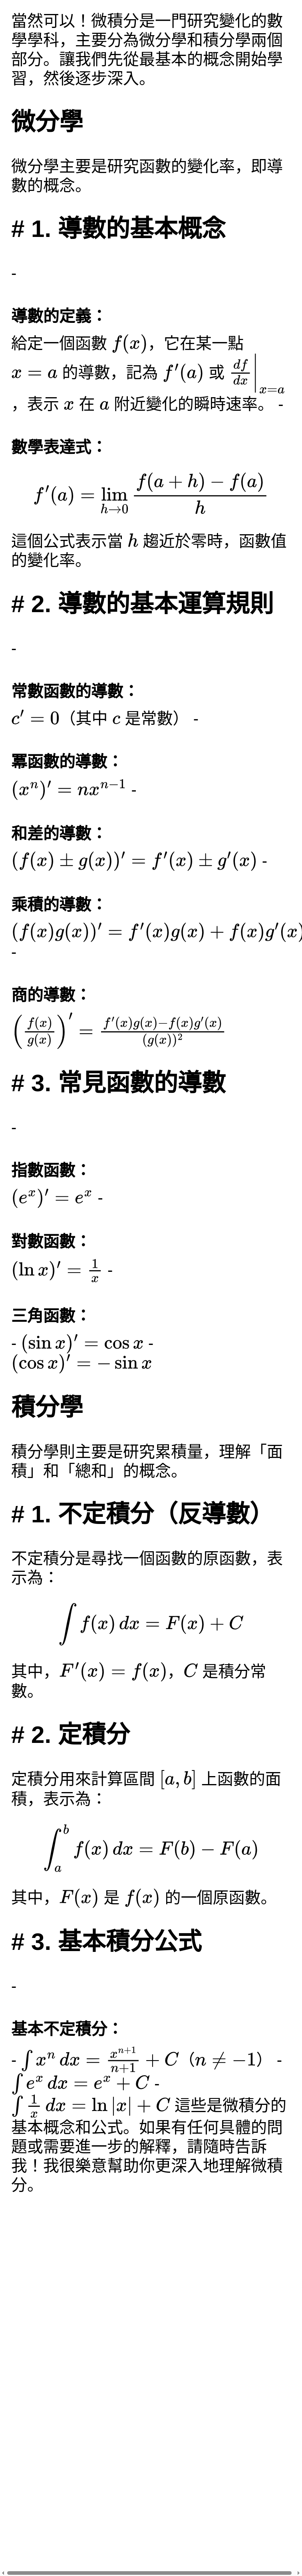 當然可以！微積分是一門研究變化的數
學學科，主要分為微分學和積分學兩個
部分。讓我們先從最基本的概念開始學
習，然後逐步深入。
微分學
微分學主要是研究函數的變化率，即導
數的概念。
# 1. 導數的基本概念
-
導數的定義：
給定一個函數 f(x)，它在某一點
x = a 的導數，記為 f′(a) 或 \frac{df}{dx}|_{x=a}
，表示 x 在 a 附近變化的瞬時速率。 -
數學表達式：
f′(a) = \lim_{h→0} \frac{f(a + h) − f(a)}{h}
這個公式表示當 h 趨近於零時，函數值
的變化率。
# 2. 導數的基本運算規則
-
常數函數的導數：
c′ = 0（其中 c 是常數） -
冪函數的導數：
(x^n)′ = nx^{n−1} -
和差的導數：
(f(x) ± g(x))′ = f′(x) ± g′(x) -
乘積的導數：
(f(x)g(x))′ = f′(x)g(x) + f(x)g′(x)
-
商的導數：
(\frac{f(x)}{g(x)})′ = \frac{f′(x)g(x)−f(x)g′(x)}{(g(x))^2}
# 3. 常見函數的導數
-
指數函數：
(e^x)′ = e^x -
對數函數：
(ln x)′ = \frac{1}{x} -
三角函數：
- (sin x)′ = cos x -
(cos x)′ = − sin x
積分學
積分學則主要是研究累積量，理解「面
積」和「總和」的概念。
# 1. 不定積分（反導數）
不定積分是尋找一個函數的原函數，表
示為：
∫ f(x) dx = F(x) + C
其中，F′(x) = f(x)，C 是積分常
數。
# 2. 定積分
定積分用來計算區間 [a, b] 上函數的面
積，表示為：
∫_a^b f(x) dx = F(b) − F(a)
其中，F(x) 是 f(x) 的一個原函數。
# 3. 基本積分公式
-
基本不定積分：
- ∫ x^n dx = \frac{x^{n+1}}{n+1} + C（n ≠ −1） -
∫ e^x dx = e^x + C -
∫ \frac{1}{x} dx = ln |x| + C 這些是微積分的
基本概念和公式。如果有任何具體的問
題或需要進一步的解釋，請隨時告訴
我！我很樂意幫助你更深入地理解微積
分。